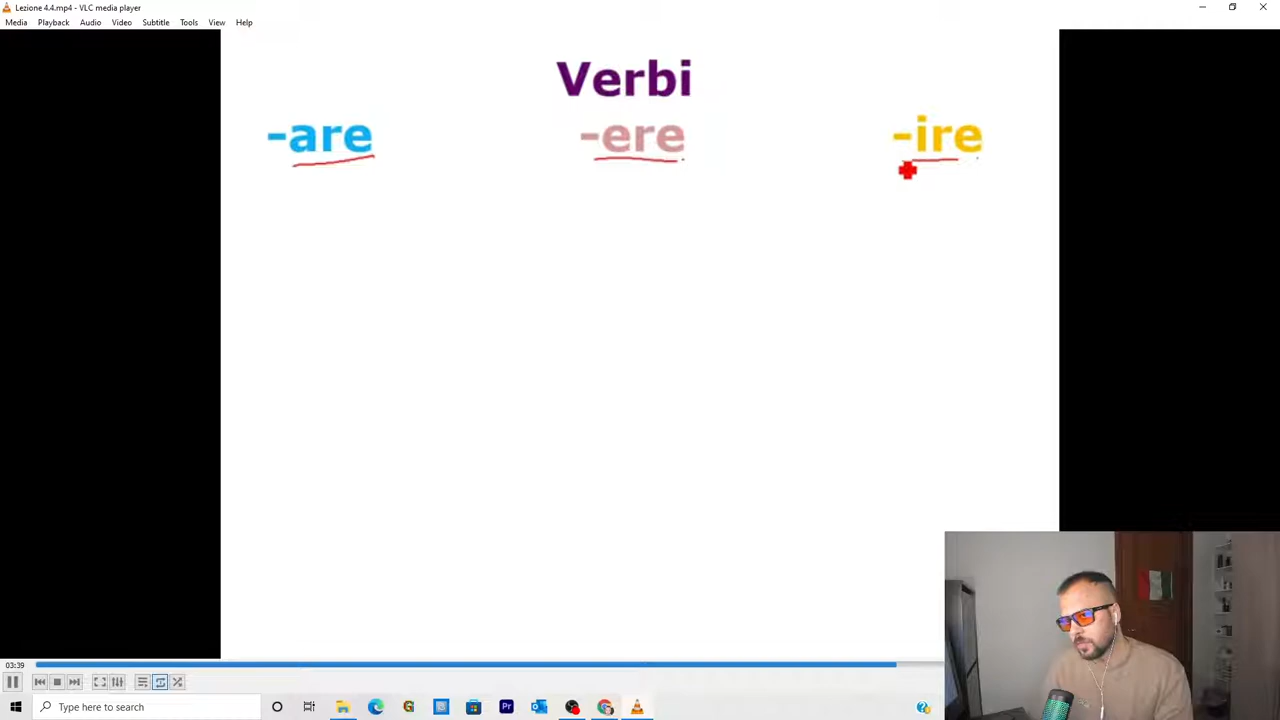 Lezione 4.4.mp4 - VLC media player
Media Playback Audio Video Subtitle Tools View Help
Verbi
-are -ere -ire
03:39
Type here to search
Pr